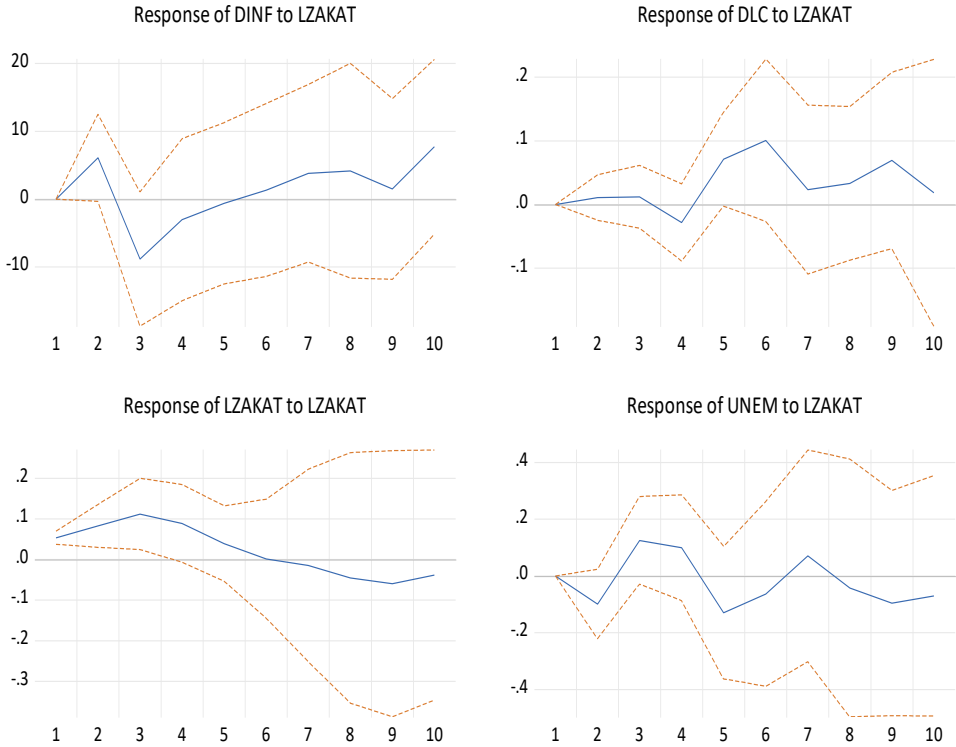 Response of DINF to LZAKAT
20
10
0
-10
1 2 3 4 5 6 7 8 9 10
Response of DLC to LZAKAT
.2
.1
.0
-.1
1 2 3 4 5 6 7 8 9 10
Response of LZAKAT to LZAKAT
.2
.1
.0
-.1
-.2
-.3
1 2 3 4 5 6 7 8 9 10
Response of UNEM to LZAKAT
.4
.2
.0
-.2
-.4
1 2 3 4 5 6 7 8 9 10